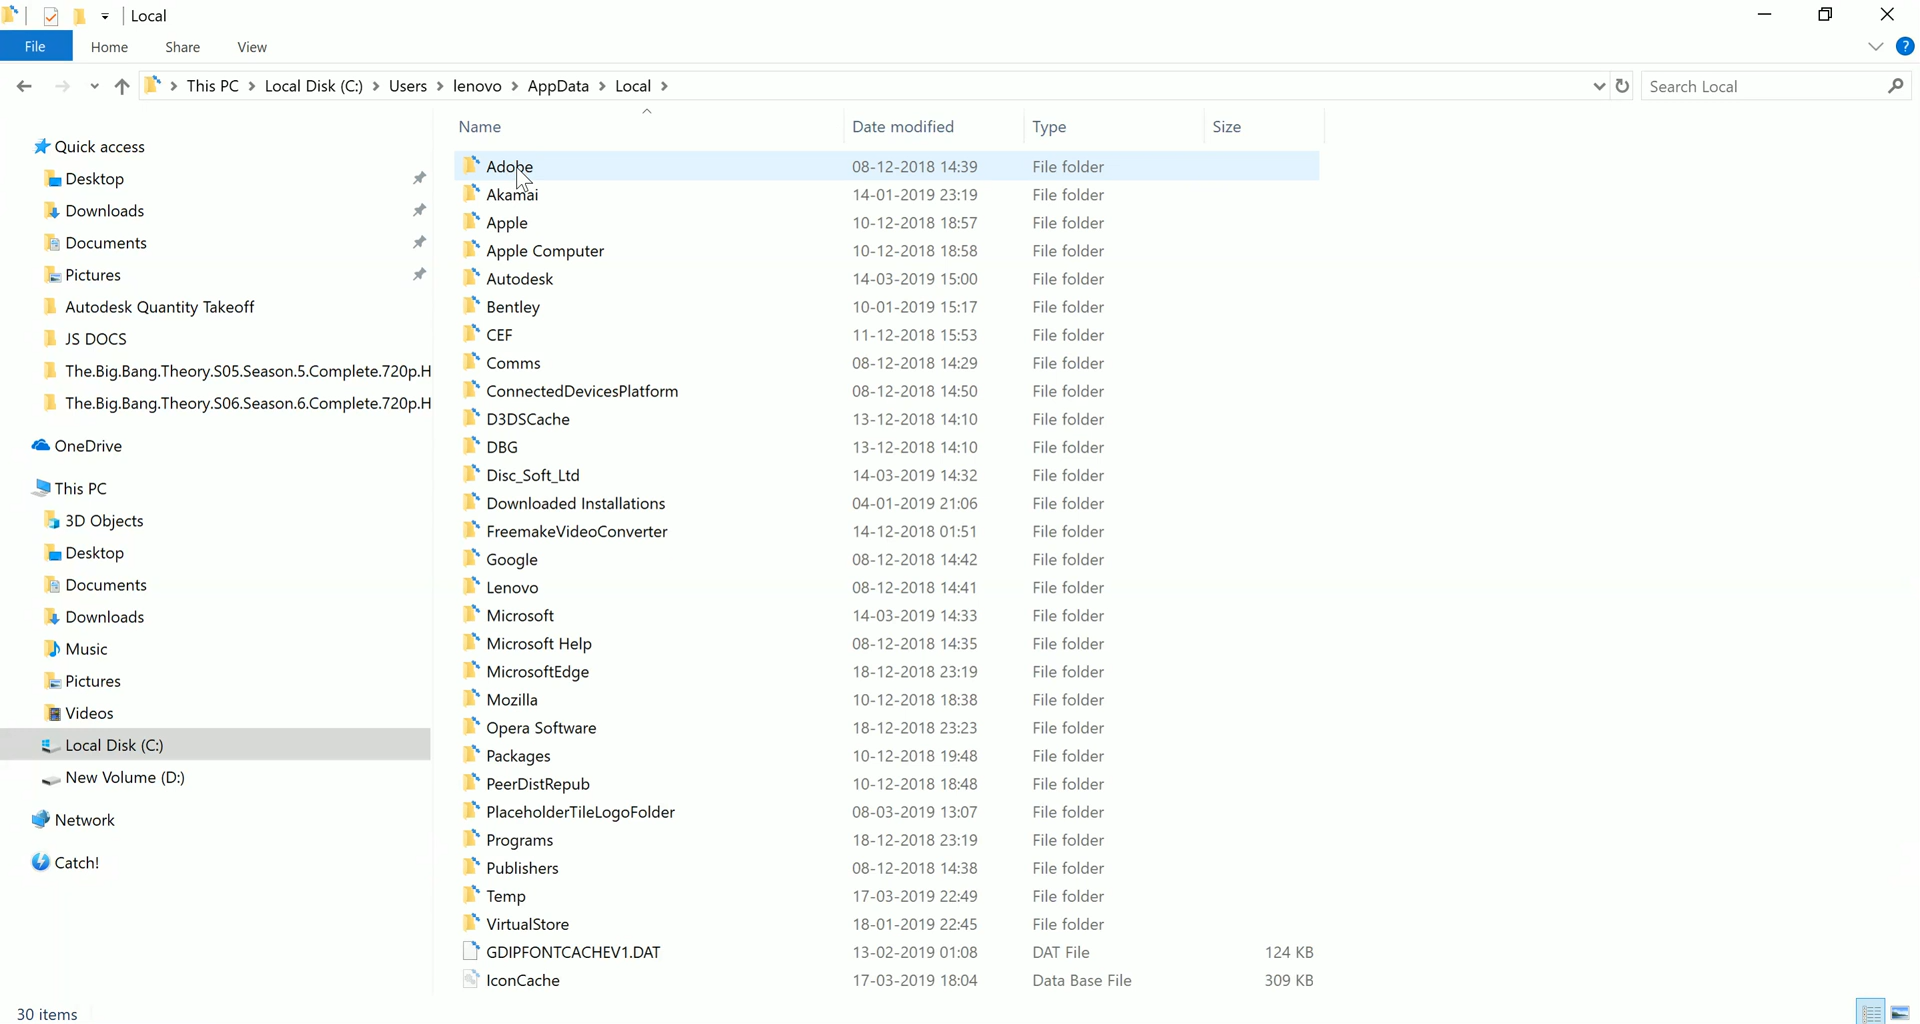 Local
File Home Share View
This PC Local Disk (C:) Users lenovo AppData Local
Search Local
Quick access
Desktop
Downloads
Documents
Pictures
Autodesk Quantity Takeoff
JS DOCS
The.Big.Bang.Theory.S05.Season.5.Complete.720p.H
The.Big.Bang.Theory.S06.Season.6.Complete.720p.H
OneDrive
This PC
3D Objects
Desktop
Documents
Downloads
Music
Pictures
Videos
Local Disk (C:)
New Volume (D:)
Network
Catch!
Name Date modified Type Size
Adobe 08-12-2018 14:39 File folder
Akamai 14-01-2019 23:19 File folder
Apple 10-12-2018 18:57 File folder
Apple Computer 10-12-2018 18:58 File folder
Autodesk 14-03-2019 15:00 File folder
Bentley 10-01-2019 15:17 File folder
CEF 11-12-2018 15:53 File folder
Comms 08-12-2018 14:29 File folder
ConnectedDevicesPlatform 08-12-2018 14:50 File folder
D3DSCache 13-12-2018 14:10 File folder
DBG 13-12-2018 14:10 File folder
Disc_Soft_Ltd 14-03-2019 14:32 File folder
Downloaded Installations 04-01-2019 21:06 File folder
FreemakeVideoConverter 14-12-2018 01:51 File folder
Google 08-12-2018 14:42 File folder
Lenovo 08-12-2018 14:41 File folder
Microsoft 14-03-2019 14:33 File folder
Microsoft Help 08-12-2018 14:35 File folder
MicrosoftEdge 18-12-2018 23:19 File folder
Mozilla 10-12-2018 18:38 File folder
Opera Software 18-12-2018 23:23 File folder
Packages 10-12-2018 19:48 File folder
PeerDistRepub 10-12-2018 18:48 File folder
PlaceholderTileLogoFolder 08-03-2019 13:07 File folder
Programs 18-12-2018 23:19 File folder
Publishers 08-12-2018 14:38 File folder
Temp 17-03-2019 22:49 File folder
VirtualStore 18-01-2019 22:45 File folder
GDIPFONTCACHEV1.DAT 13-02-2019 01:08 DAT File 124 KB
IconCache 17-03-2019 18:04 Data Base File 309 KB
30 items